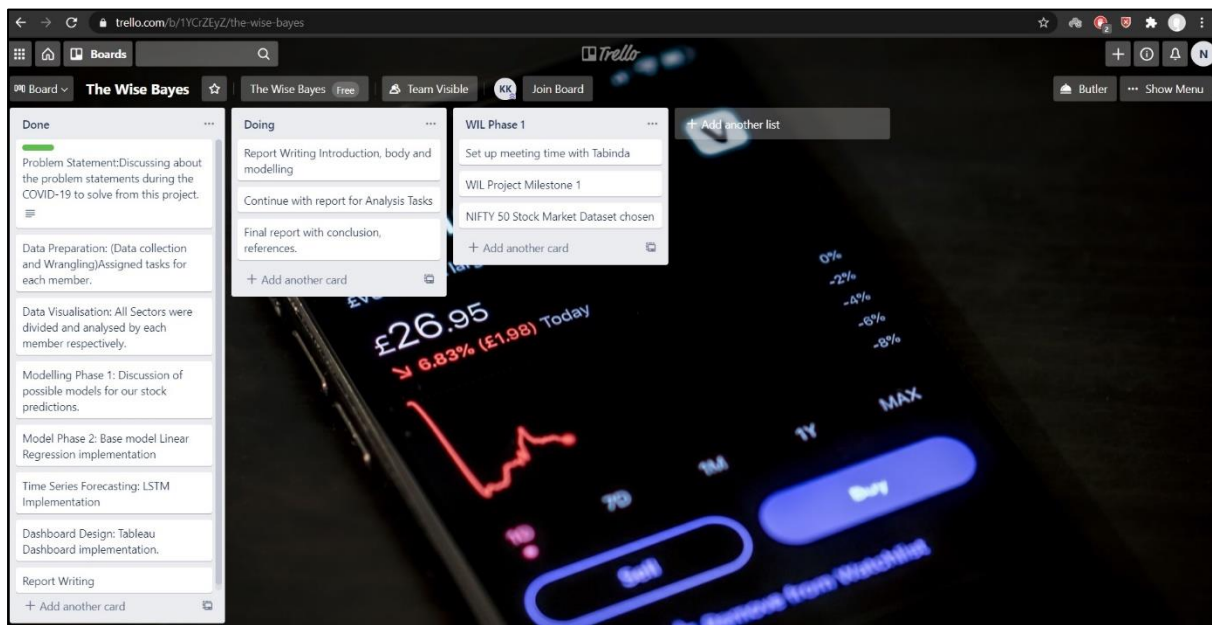 trello.com/b/1YCrZEyZ/the-wise-bayes
2
Boards
Trello
N
Board
The Wise Bayes
The Wise Bayes Free
Team Visible
KK
Join Board
Butler
Show Menu
Done
Problem Statement:Discussing about
the problem statements during the
COVID-19 to solve from this project.
Data Preparation: (Data collection
and Wrangling)Assigned tasks for
each member.
Data Visualisation: All Sectors were
divided and analysed by each
member respectively.
Modelling Phase 1: Discussion of
possible models for our stock
predictions.
Model Phase 2: Base model Linear
Regression implementation
Time Series Forecasting: LSTM
Implementation
Dashboard Design: Tableau
Dashboard implementation.
Report Writing
+ Add another card
Doing
Report Writing Introduction, body and
modelling
Continue with report for Analysis Tasks
Final report with conclusion,
references.
+ Add another card
WIL Phase 1
Set up meeting time with Tabinda
WIL Project Milestone 1
NIFTY 50 Stock Market Dataset chosen
+ Add another card
+ Add another list
£26.95
6.83% (£1.98) Today
0%
-2%
-4%
-6%
-8%
1D
7D
1M
1Y
MAX
Sell
Buy
Remove from Watchlist